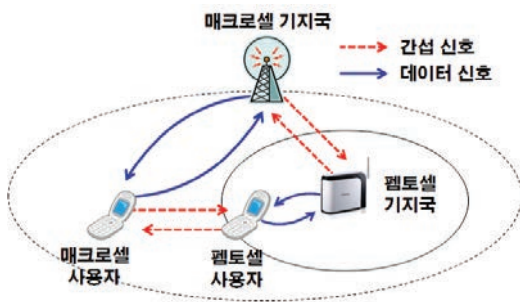 매크로셀 기지국
간섭 신호
데이터 신호
펨토셀
기지국
매크로셀
사용자
펨토셀
사용자